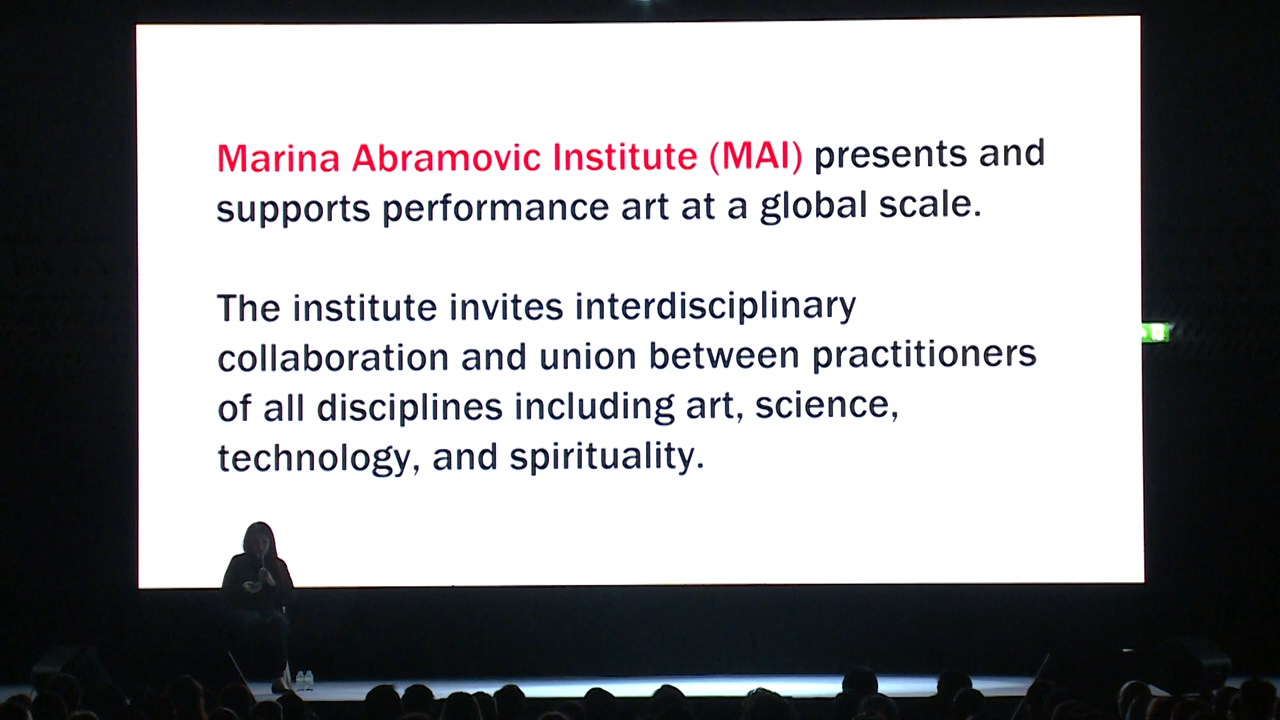 Marina Abramovic Institute (MAI) presents and
supports performance art at a global scale.
The institute invites interdisciplinary
collaboration and union between practitioners
of all disciplines including art, science,
technology, and spirituality.